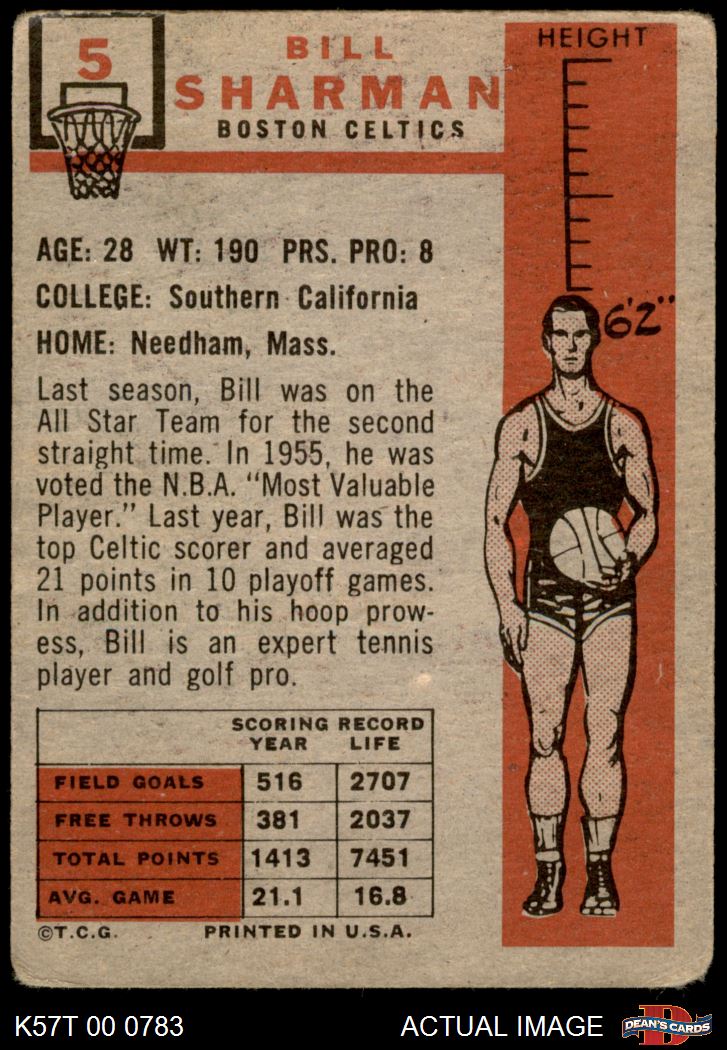 5
BILL
SHARMAN
BOSTON CELTICS
HEIGHT
6'2"
AGE: 28 WT: 190 PRS. PRO: 8
COLLEGE: Southern California
HOME: Needham, Mass.
Last season, Bill was on the
All Star Team for the second
straight time. In 1955, he was
voted the N.B.A. "Most Valuable
Player." Last year, Bill was the
top Celtic scorer and averaged
21 points in 10 playoff games.
In addition to his hoop prow-
ess, Bill is an expert tennis
player and golf pro.
SCORING RECORD
YEAR LIFE
FIELD GOALS 516 2707
FREE THROWS 381 2037
TOTAL POINTS 1413 7451
AVG. GAME 21.1 16.8
©T.C.G. PRINTED IN U.S.A.
K57T 00 0783 ACTUAL IMAGE D DEAN'S CARDS